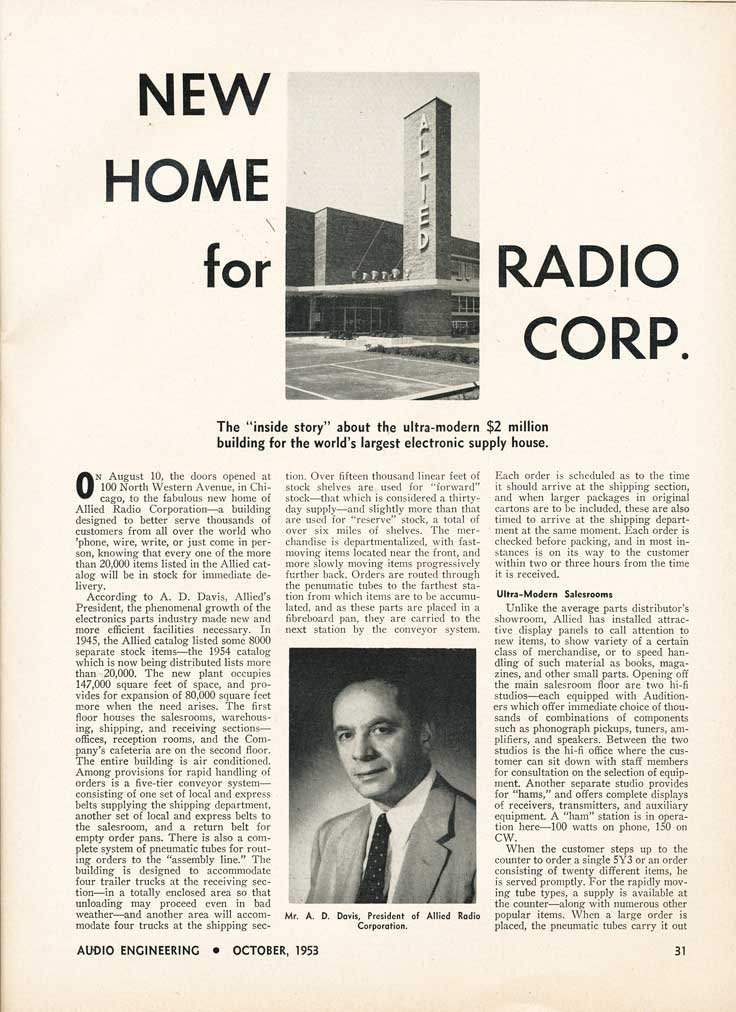 NEW
HOME
for
ALLIED
RADIO
CORP.
The "inside story" about the ultra-modern $2 million
building for the world's largest electronic supply house.
ON August 10, the doors opened at
100 North Western Avenue, in Chi-
cago, to the fabulous new home of
Allied Radio Corporation—a building
designed to better serve thousands of
customers from all over the world who
'phone, wire, write, or just come in per-
son, knowing that every one of the more
than 20,000 items listed in the Allied cat-
alog will be in stock for immediate de-
livery.
According to A. D. Davis, Allied's
President, the phenomenal growth of the
electronics parts industry made new and
more efficient facilities necessary. In
1945, the Allied catalog listed some 8000
separate stock items—the 1954 catalog
which is now being distributed lists more
than 20,000. The new plant occupies
147,000 square feet of space, and pro-
vides for expansion of 80,000 square feet
more when the need arises. The first
floor houses the salesrooms, warehous-
ing, shipping, and receiving sections—
offices, reception rooms, and the Com-
pany's cafeteria are on the second floor.
The entire building is air conditioned.
Among provisions for rapid handling of
orders is a five-tier conveyor system—
consisting of one set of local and express
belts supplying the shipping department,
another set of local and express belts to
the salesroom, and a return belt for
empty order pans. There is also a com-
plete system of pneumatic tubes for rout-
ing orders to the "assembly line." The
building is designed to accommodate
four trailer trucks at the receiving sec-
tion—in a totally enclosed area so that
unloading may proceed even in bad
weather—and another area will accom-
modate four trucks at the shipping sec-
tion. Over fifteen thousand linear feet of
stock shelves are used for "forward"
stock—that which is considered a thirty-
day supply—and slightly more than that
are used for "reserve" stock, a total of
over six miles of shelves. The mer-
chandise is departmentalized, with fast-
moving items located near the front, and
more slowly moving items progressively
further back. Orders are routed through
the penumatic tubes to the farthest sta-
tion from which items are to be accumu-
lated, and as these parts are placed in a
fibreboard pan, they are carried to the
next station by the conveyor system.
Mr. A. D. Davis, President of Allied Radio
Corporation.
Each order is scheduled as to the time
it should arrive at the shipping section,
and when larger packages in original
cartons are to be included, these are also
timed to arrive at the shipping depart-
ment at the same moment. Each order is
checked before packing, and in most in-
stances is on its way to the customer
within two or three hours from the time
it is received.
Ultra-Modern Salesrooms
Unlike the average parts distributor's
showroom, Allied has installed attrac-
tive display panels to call attention to
new items, to show variety of a certain
class of merchandise, or to speed han-
dling of such material as books, maga-
zines, and other small parts. Opening off
the main salesroom floor are two hi-fi
studios—each equipped with Audition-
ers which offer immediate choice of thou-
sands of combinations of components
such as phonograph pickups, tuners, am-
plifiers, and speakers. Between the two
studios is the hi-fi office where the cus-
tomer can sit down with staff members
for consultation on the selection of equip-
ment. Another separate studio provides
for "hams," and offers complete displays
of receivers, transmitters, and auxiliary
equipment. A "ham" station is in opera-
tion here—100 watts on phone, 150 on
CW.
When the customer steps up to the
counter to order a single 5Y3 or an order
consisting of twenty different items, he
is served promptly. For the rapidly mov-
ing tube types, a supply is available at
the counter—along with numerous other
popular items. When a large order is
placed, the pneumatic tubes carry it out
AUDIO ENGINEERING • OCTOBER, 1953
31